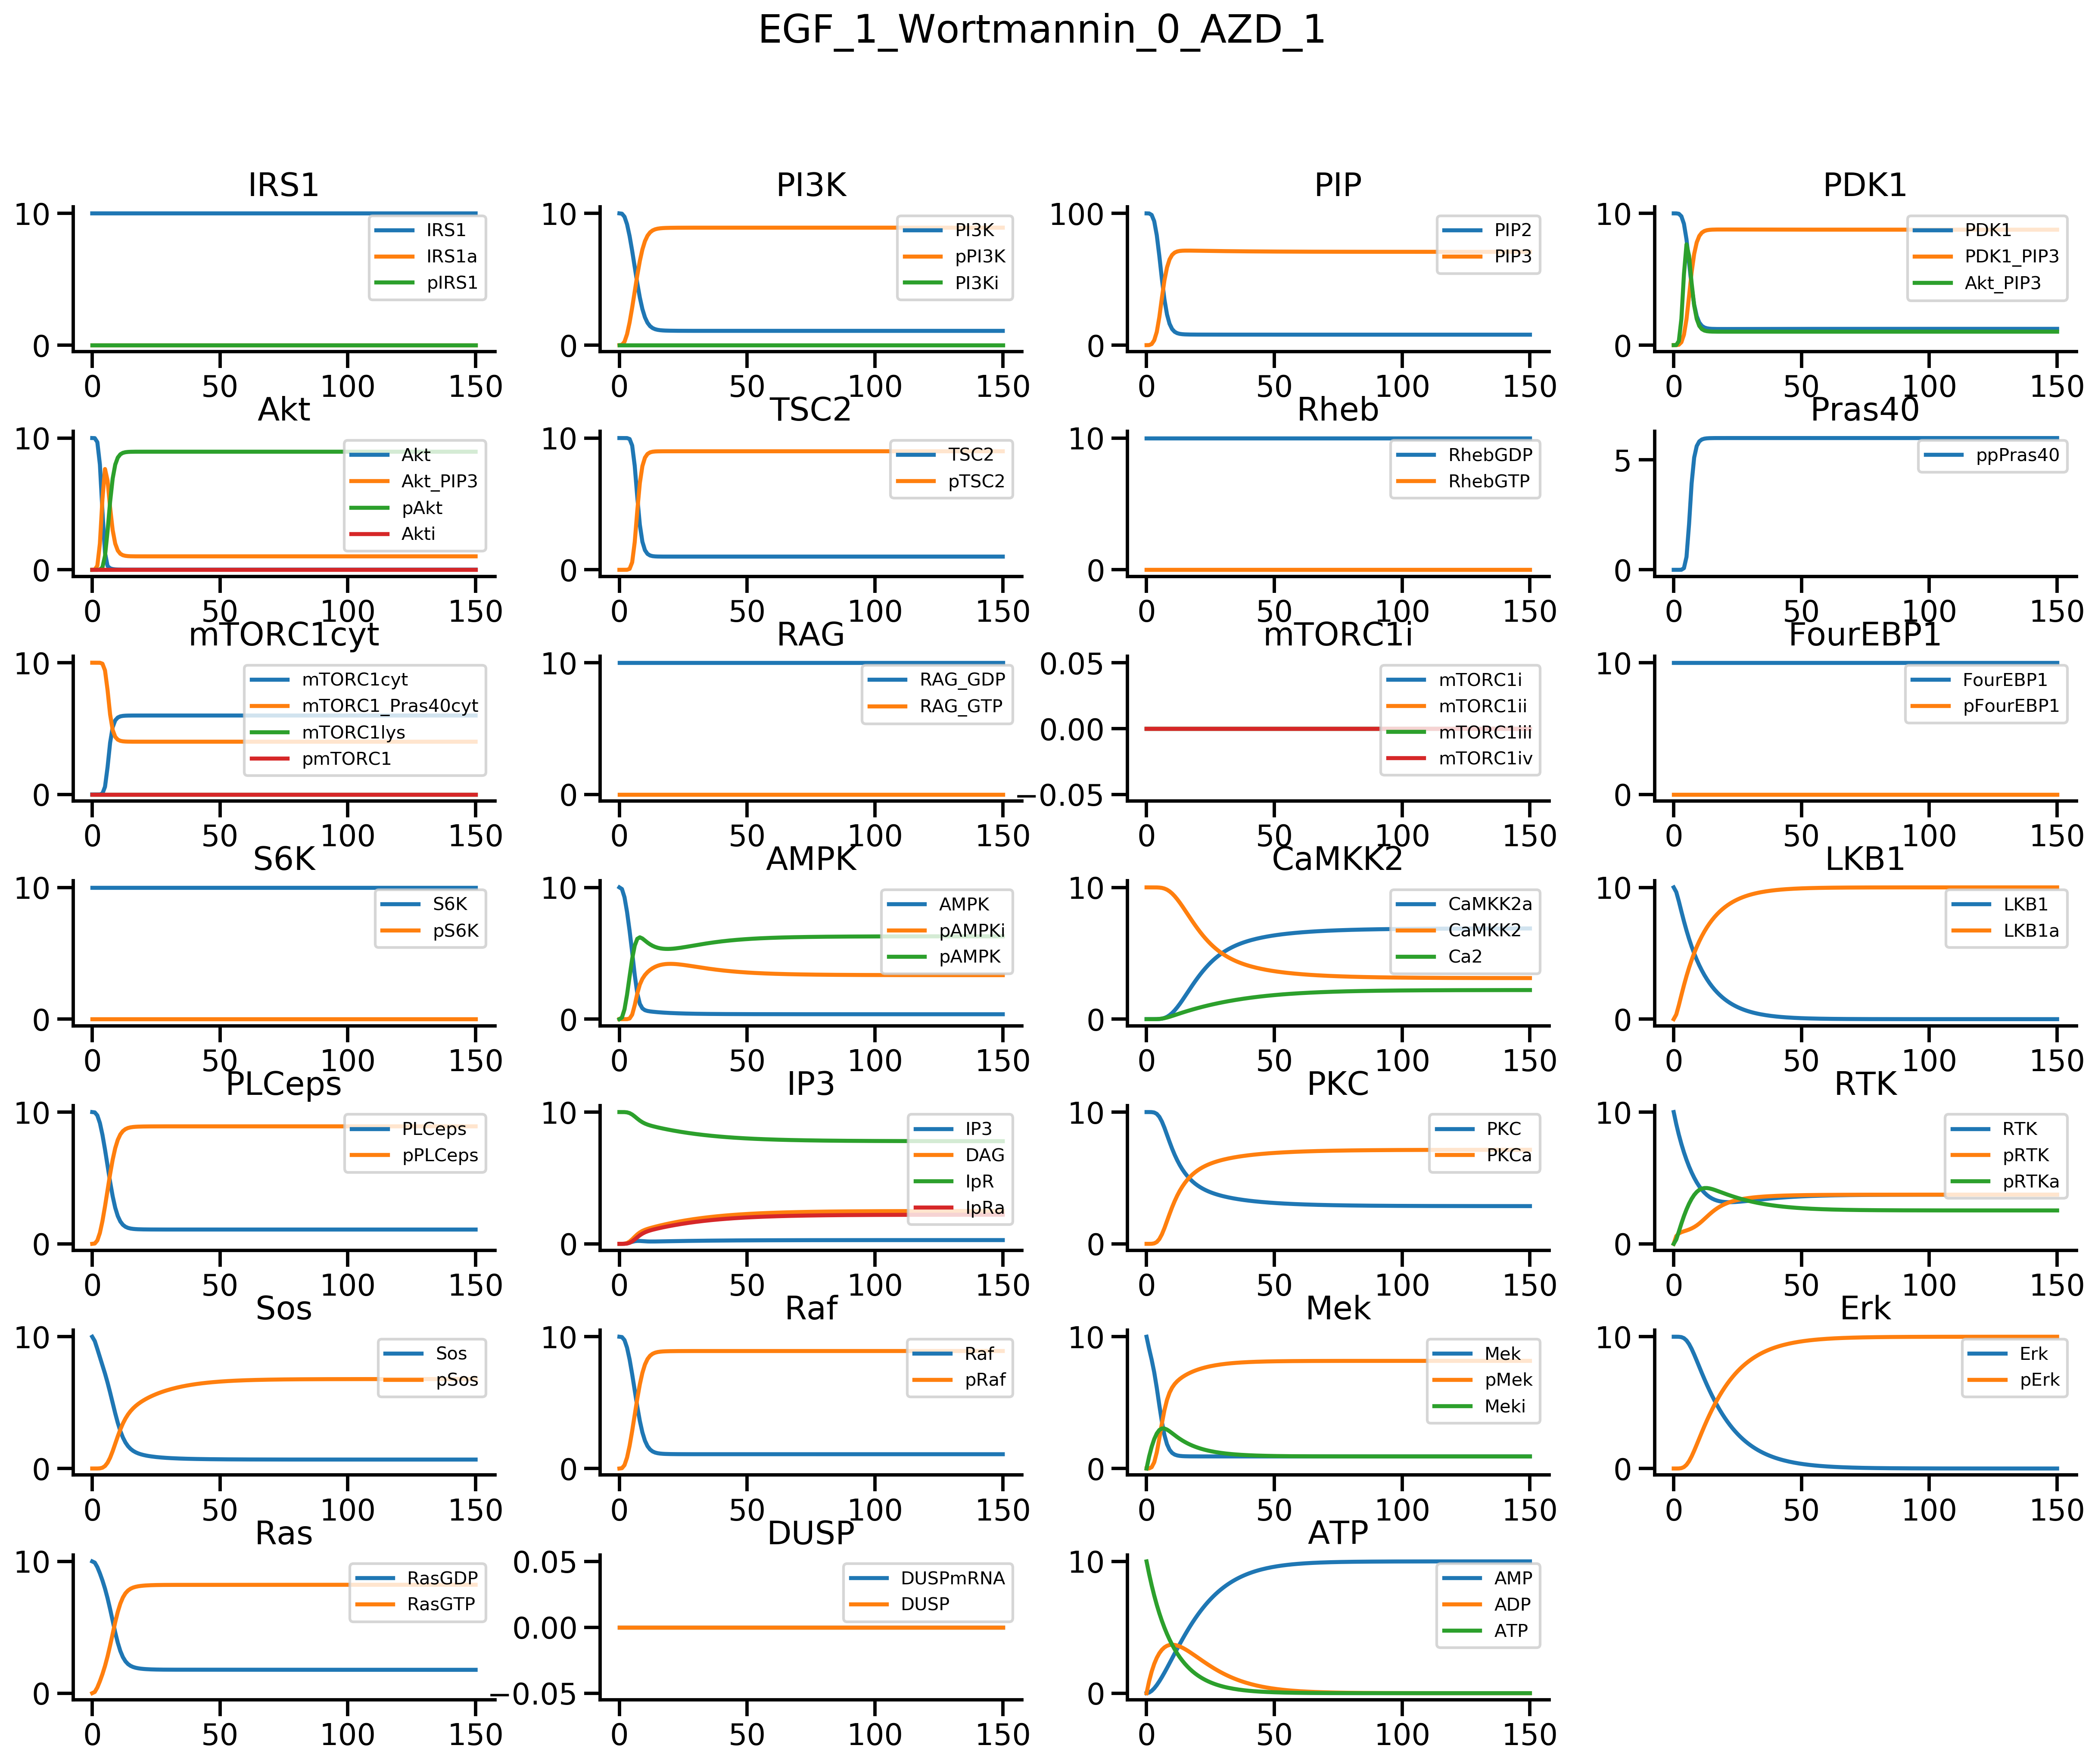 EGF_1_Wortmannin_0_AZD_1
IRS1
10
0
0
50
100
150
IRS1
IRS1a
pIRS1
PI3K
10
0
0
50
100
150
PI3K
pPI3K
PI3Ki
PIP
100
0
0
50
100
150
PIP2
PIP3
PDK1
10
0
0
50
100
150
PDK1
PDK1_PIP3
Akt_PIP3
Akt
10
0
0
50
100
150
Akt
Akt_PIP3
pAkt
Akti
TSC2
10
0
0
50
100
150
TSC2
pTSC2
Rheb
10
0
0
50
100
150
RhebGDP
RhebGTP
Pras40
5
0
0
50
100
150
ppPras40
mTORC1cyt
10
0
0
50
100
150
mTORC1cyt
mTORC1_Pras40cyt
mTORC1lys
pmTORC1
RAG
10
0
0
50
100
150
RAG_GDP
RAG_GTP
mTORC1i
0.05
0.00
−0.05
0
50
100
150
mTORC1i
mTORC1ii
mTORC1iii
mTORC1iv
FourEBP1
10
0
0
50
100
150
FourEBP1
pFourEBP1
S6K
10
0
0
50
100
150
S6K
pS6K
AMPK
10
0
0
50
100
150
AMPK
pAMPKi
pAMPK
CaMKK2
10
0
0
50
100
150
CaMKK2a
CaMKK2
Ca2
LKB1
10
0
0
50
100
150
LKB1
LKB1a
PLCeps
10
0
0
50
100
150
PLCeps
pPLCeps
IP3
10
0
0
50
100
150
IP3
DAG
IpR
IpRa
PKC
10
0
0
50
100
150
PKC
PKCa
RTK
10
0
0
50
100
150
RTK
pRTK
pRTKa
Sos
10
0
0
50
100
150
Sos
pSos
Raf
10
0
0
50
100
150
Raf
pRaf
Mek
10
0
0
50
100
150
Mek
pMek
Meki
Erk
10
0
0
50
100
150
Erk
pErk
Ras
10
0
0
50
100
150
RasGDP
RasGTP
DUSP
0.05
0.00
−0.05
0
50
100
150
DUSPmRNA
DUSP
ATP
10
0
0
50
100
150
AMP
ADP
ATP